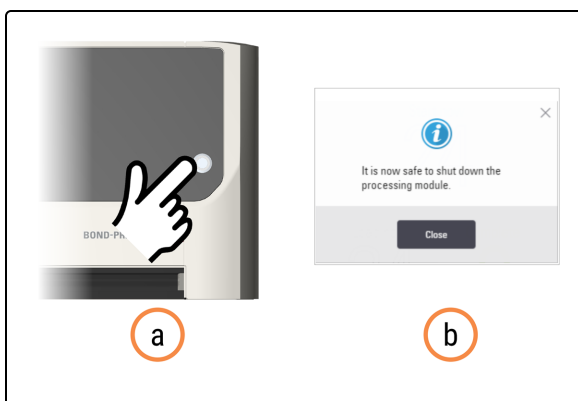 It is now safe to shut down the
processing module.
Close
BOND-PR
a
b